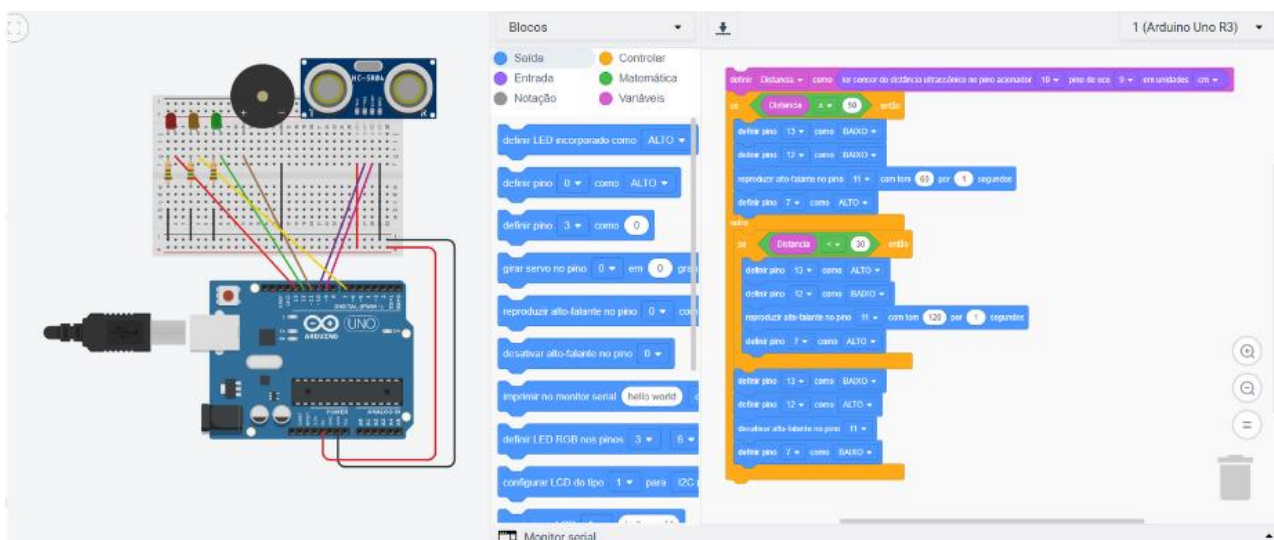 Blocos
1 (Arduino Uno R3)
Saída
Controlar
Entrada
Matemática
Notação
Variáveis
definir LED incorporado como ALTO
definir pino 0 como ALTO
definir pino 3 como 0
girar servo no pino 0 em 0 gra
reproduzir alto-falante no pino 0 co
desativar alto-falante no pino 0
imprimir no monitor serial hello world
definir LED RGB nos pinos 3 6
configurar LCD do tipo 1 para I2C
Monitor serial
definir Distancia como ler sensor de distância ultrassônico no pino acionador 10 pino de eco 9 em unidades cm
se Distancia 50 então
definir pino 13 como BAIXO
definir pino 12 como BAIXO
reproduzir alto-falante no pino 11 com tom 60 por 1 segundos
definir pino 7 como ALTO
se Distancia < 30 então
definir pino 13 como ALTO
definir pino 12 como BAIXO
reproduzir alto-falante no pino 11 com tom 120 por 1 segundos
definir pino 7 como ALTO
definir pino 13 como BAIXO
definir pino 12 como ALTO
desativar alto-falante no pino 11
definir pino 7 como BAIXO
HC-SR04
DIGITAL (PWM~)
UNO
ARDUINO
POWER
ANALOG IN